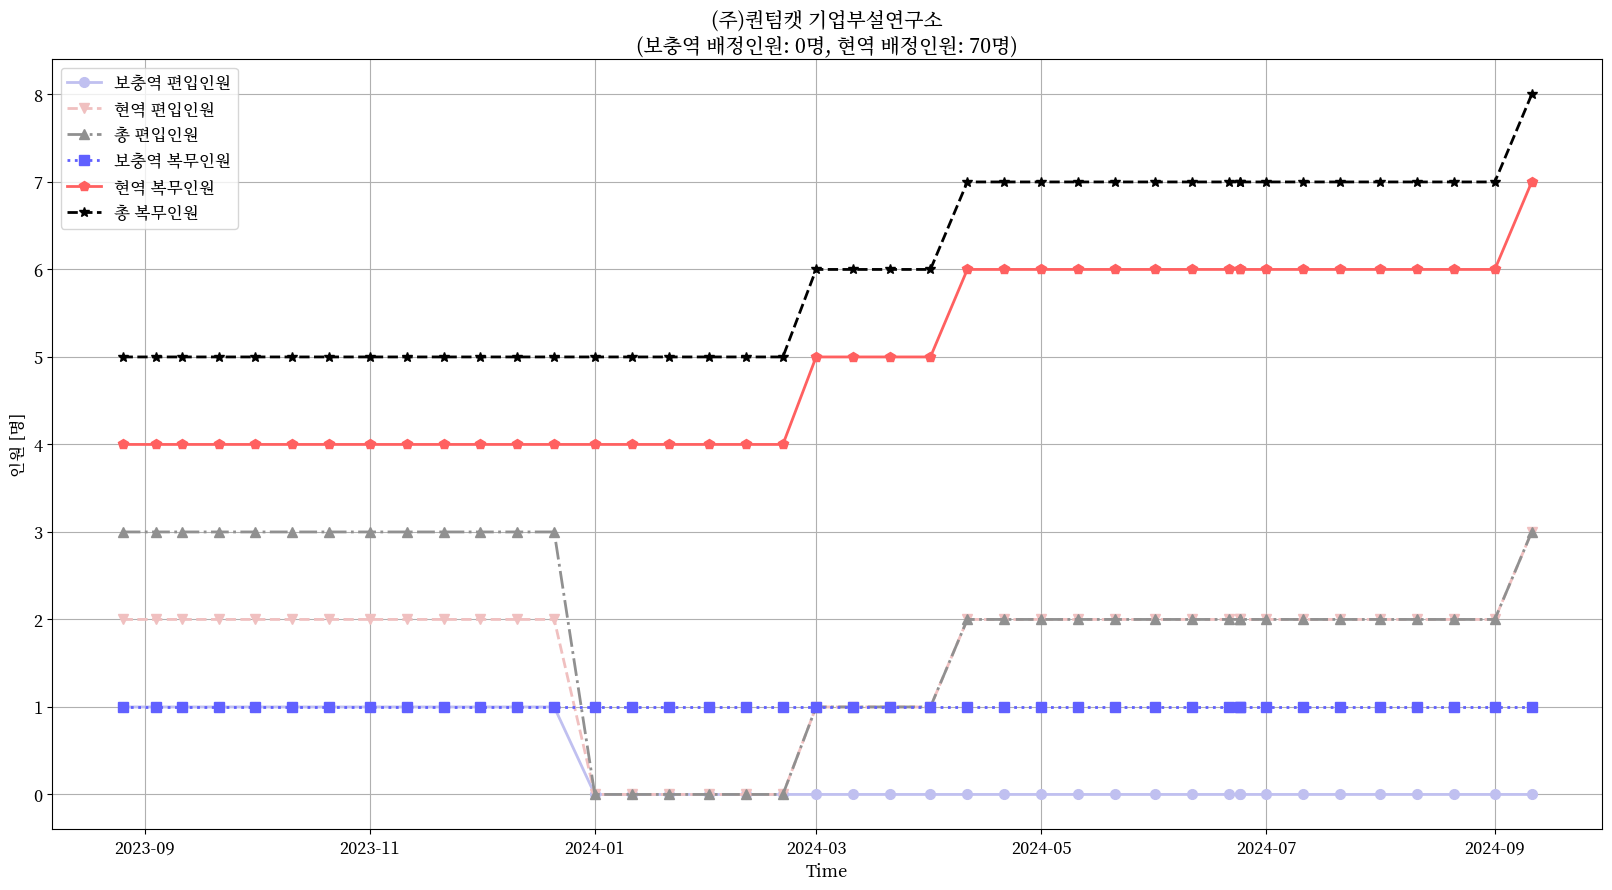 (주)퀀텀캣 기업부설연구소
(보충역 배정인원: 0명, 현역 배정인원: 70명)
보충역 편입인원
현역 편입인원
총 편입인원
보충역 복무인원
현역 복무인원
총 복무인원
8
7
6
5
4
3
2
1
0
인원 [명]
2023-09
2023-11
2024-01
2024-03
2024-05
2024-07
2024-09
Time